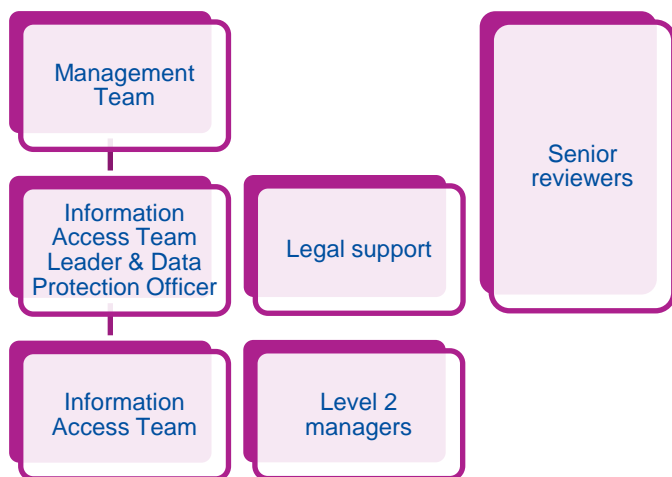 Management
Team
Senior
reviewers
Information
Access Team
Leader & Data
Protection Officer
Legal support
Information
Access Team
Level 2
managers